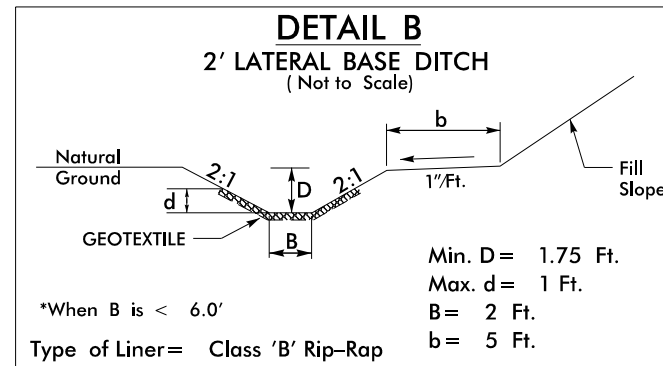 DETAIL B
2' LATERAL BASE DITCH
( Not to Scale)
b
Natural
Ground
2:1
D
2:1
1"/Ft.
Fill
Slope
d
GEOTEXTILE
B
Min. D= 1.75 Ft.
Max. d= 1 Ft.
*When B is < 6.0'
B= 2 Ft.
Type of Liner= Class 'B' Rip-Rap
b= 5 Ft.